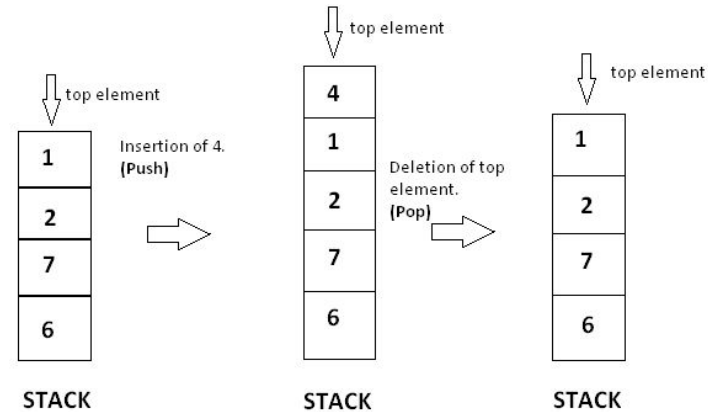 top element
1
2
7
6
STACK
Insertion of 4.
(Push)
top element
4
1
2
7
6
STACK
Deletion of top
element.
(Pop)
top element
1
2
7
6
STACK